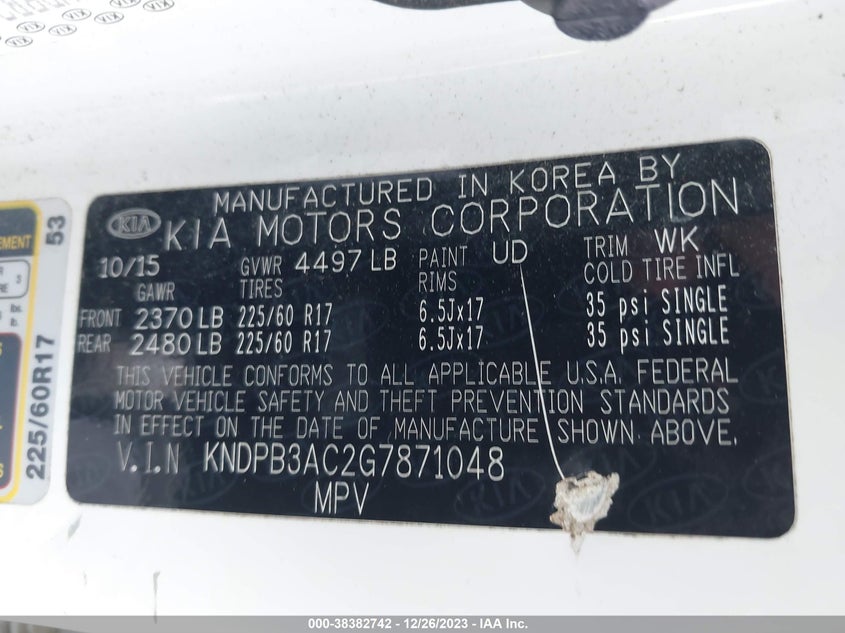 MANUFACTURED IN KOREA BY
KIA KIA MOTORS CORPORATION
10/15 GVWR 4497 LB PAINT UD TRIM WK
GAWR TIRES RIMS COLD TIRE INFL
FRONT 2370 LB 225/60 R17 6.5Jx17 35 psi SINGLE
REAR 2480 LB 225/60 R17 6.5Jx17 35 psi SINGLE
THIS VEHICLE CONFORMS TO ALL APPLICABLE U.S.A. FEDERAL
MOTOR VEHICLE SAFETY AND THEFT PREVENTION STANDARDS
IN EFFECT ON THE DATE OF MANUFACTURE SHOWN ABOVE.
V.I.N KNDPB3AC2G7871048
MPV
225/60R17 53
000-38382742 – 12/26/2023 – IAA Inc.